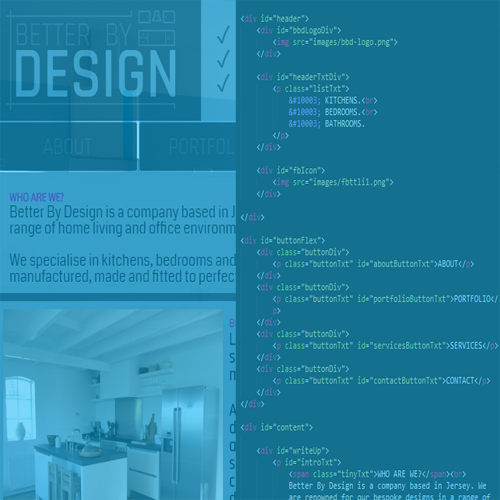 BETTER BY
DESIGN
✓
✓
✓
ABOUT
PORTFOL
WHO ARE WE?
Better By Design is a company based in J
range of home living and office environm
We specialise in kitchens, bedrooms and
manufactured, made and fitted to perfec
<div id="header">
<div id="bbdLogoDiv">
<img src="images/bbd-logo.png">
</div>
<div id="headerTxtDiv">
<p class="listTxt">
&#10003; KITCHENS.<br>
&#10003; BEDROOMS.<br>
&#10003; BATHROOMS.
</p>
</div>
<div id="fbIcon">
<img src="images/fbttli1.png">
</div>
</div>
<div id="buttonFlex">
<div class="buttonDiv">
<p class="buttonTxt" id="aboutButtonTxt">ABOUT</p>
</div>
<div class="buttonDiv">
<p class="buttonTxt" id="portfolioButtonTxt">PORTFOLIO</
p>
</div>
<div class="buttonDiv">
<p class="buttonTxt" id="servicesButtonTxt">SERVICES</p>
</div>
<div class="buttonDiv">
<p class="buttonTxt" id="contactButtonTxt">CONTACT</p>
</div>
</div>
<div id="content">
<div id="writeUp">
<p id="introTxt">
<span class="tinyTxt">WHO ARE WE?</span><br>
Better By Design is a company based in Jersey. We
are renowned for our bespoke designs in a range of